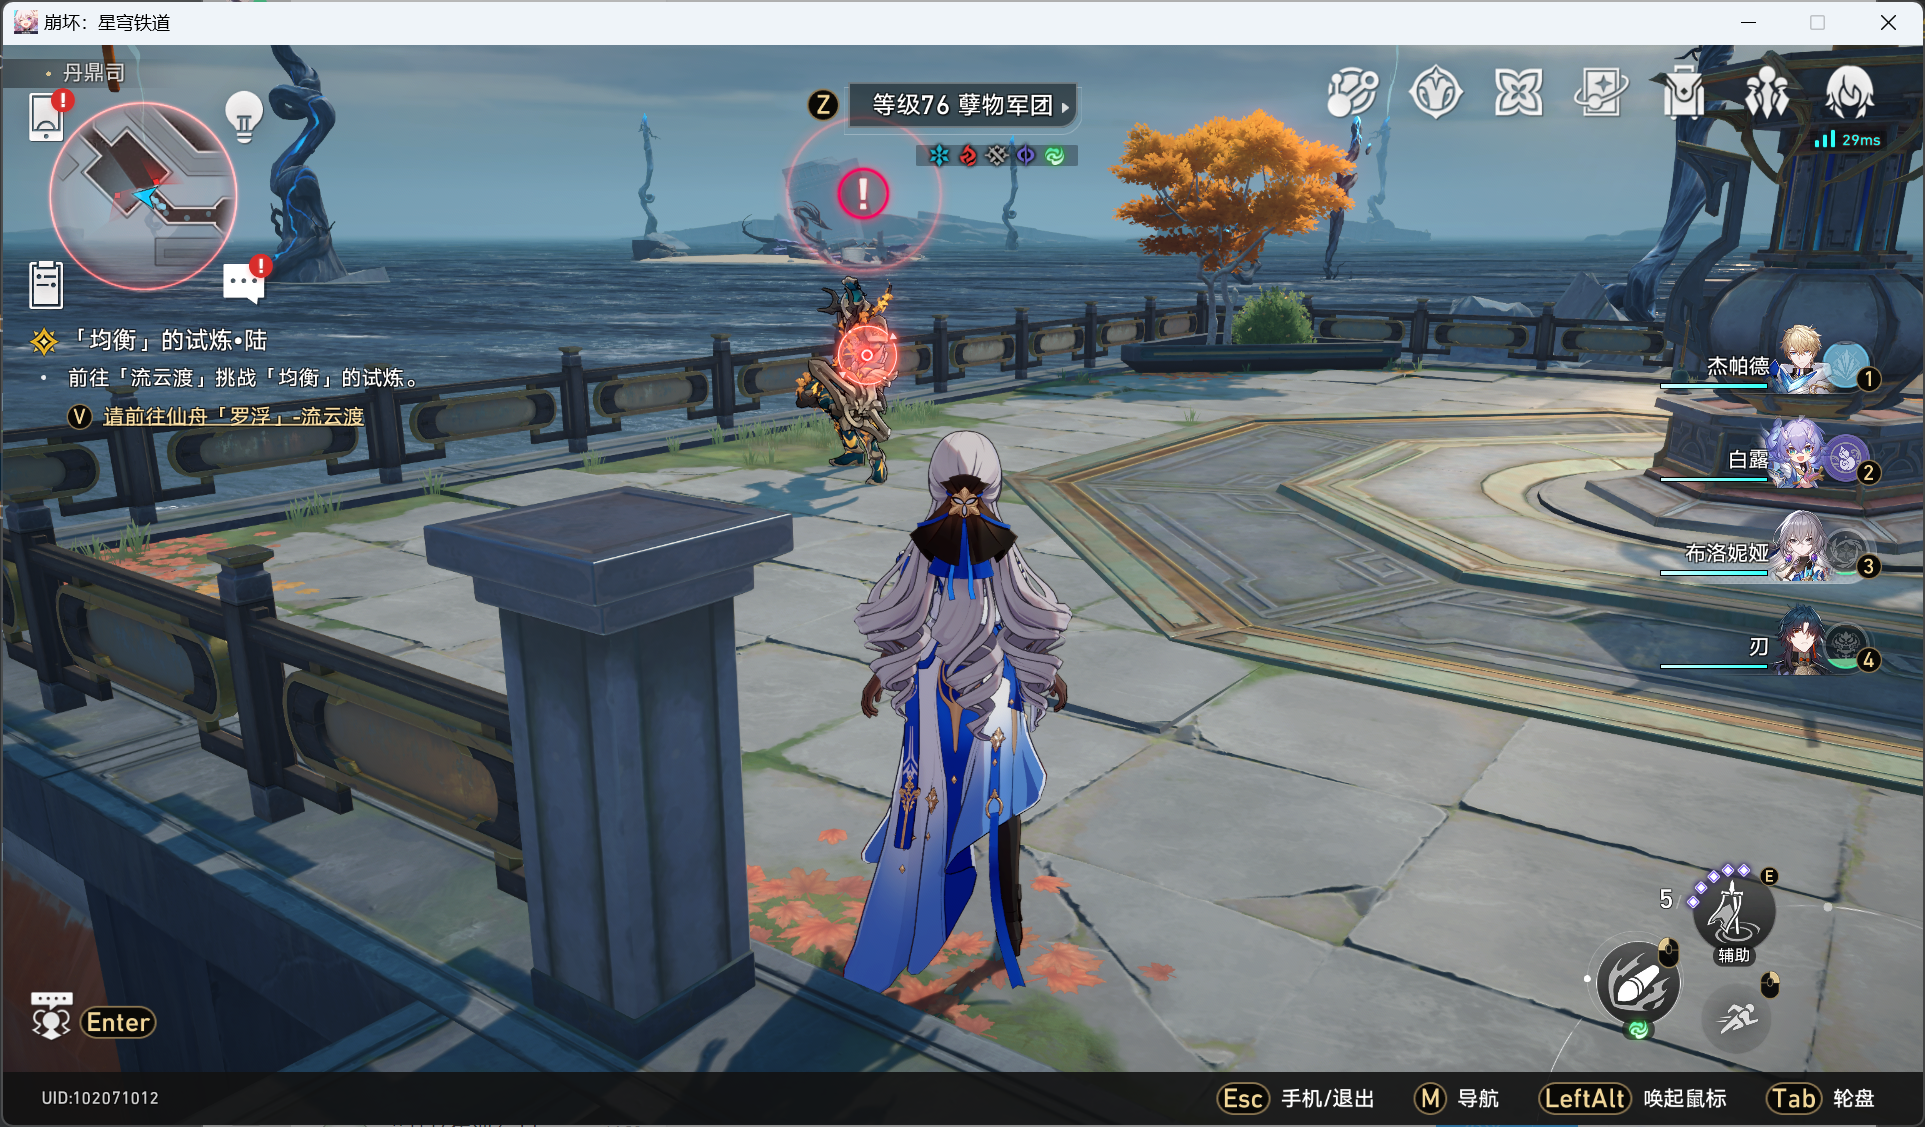 崩坏：星穹铁道
丹鼎司
Z
等级76 孽物军团
29ms
「均衡」的试炼•陆
前往「流云渡」挑战「均衡」的试炼。
V 请前往仙舟「罗浮」-流云渡
杰帕德
1
白露
2
布洛妮娅
3
刃
4
5
E
辅助
Enter
UID:102071012
Esc 手机/退出
M 导航
LeftAlt 唤起鼠标
Tab 轮盘